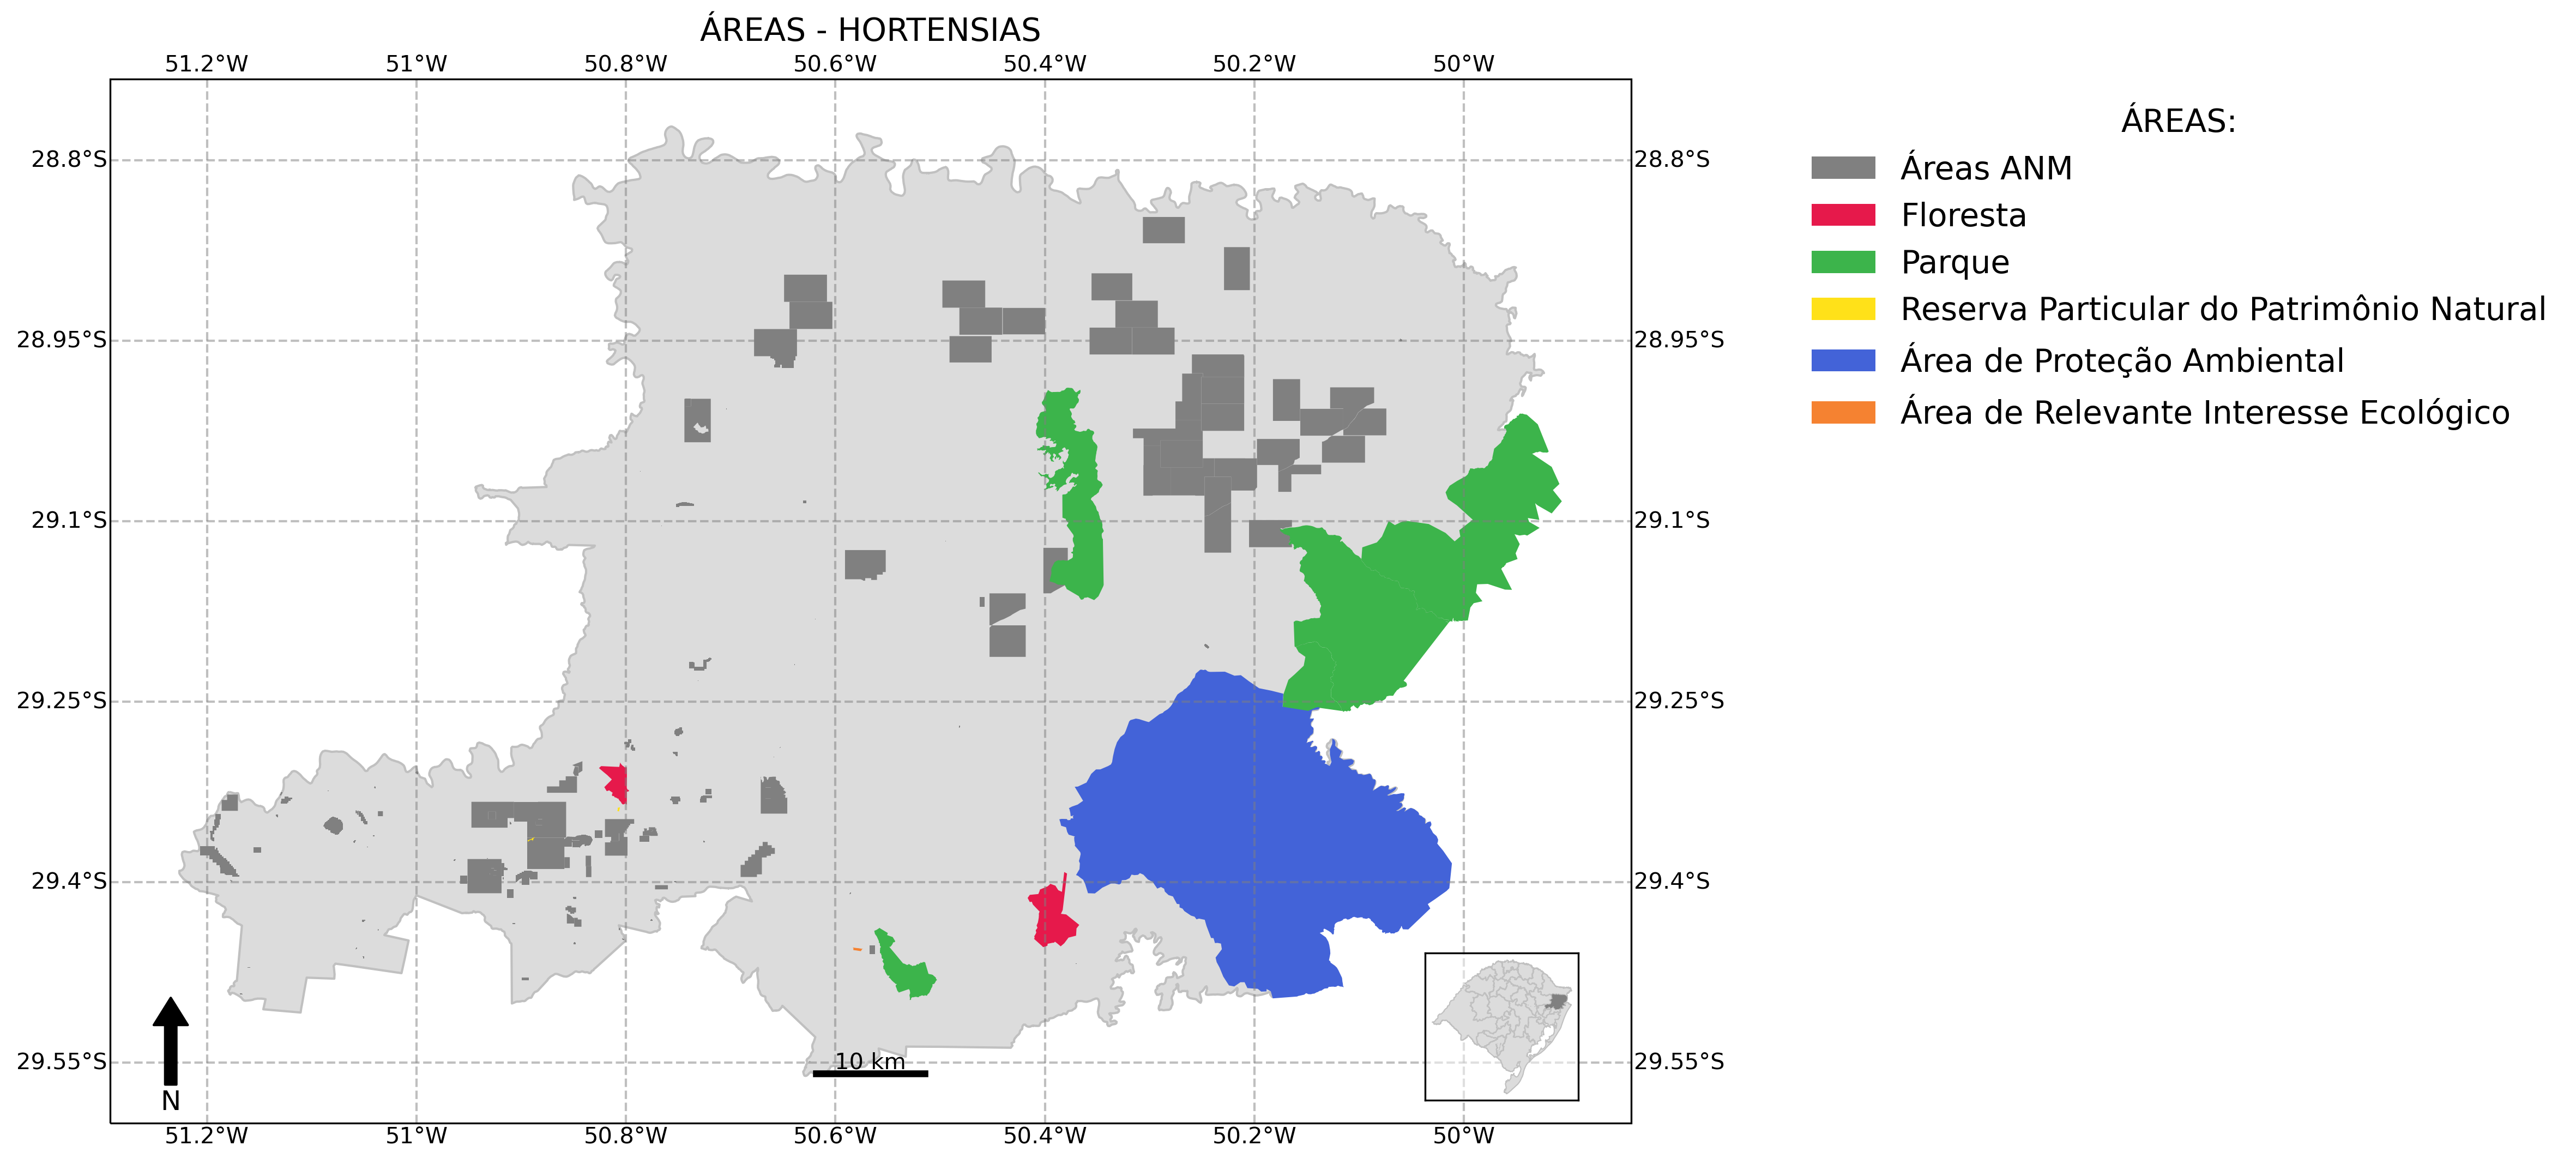 ÁREAS - HORTENSIAS
51.2°W 51°W 50.8°W 50.6°W 50.4°W 50.2°W 50°W
28.8°S 28.8°S
28.95°S 28.95°S
29.1°S 29.1°S
29.25°S 29.25°S
29.4°S 29.4°S
29.55°S 29.55°S
10 km
N
51.2°W 51°W 50.8°W 50.6°W 50.4°W 50.2°W 50°W
ÁREAS:
Áreas ANM
Floresta
Parque
Reserva Particular do Patrimônio Natural
Área de Proteção Ambiental
Área de Relevante Interesse Ecológico